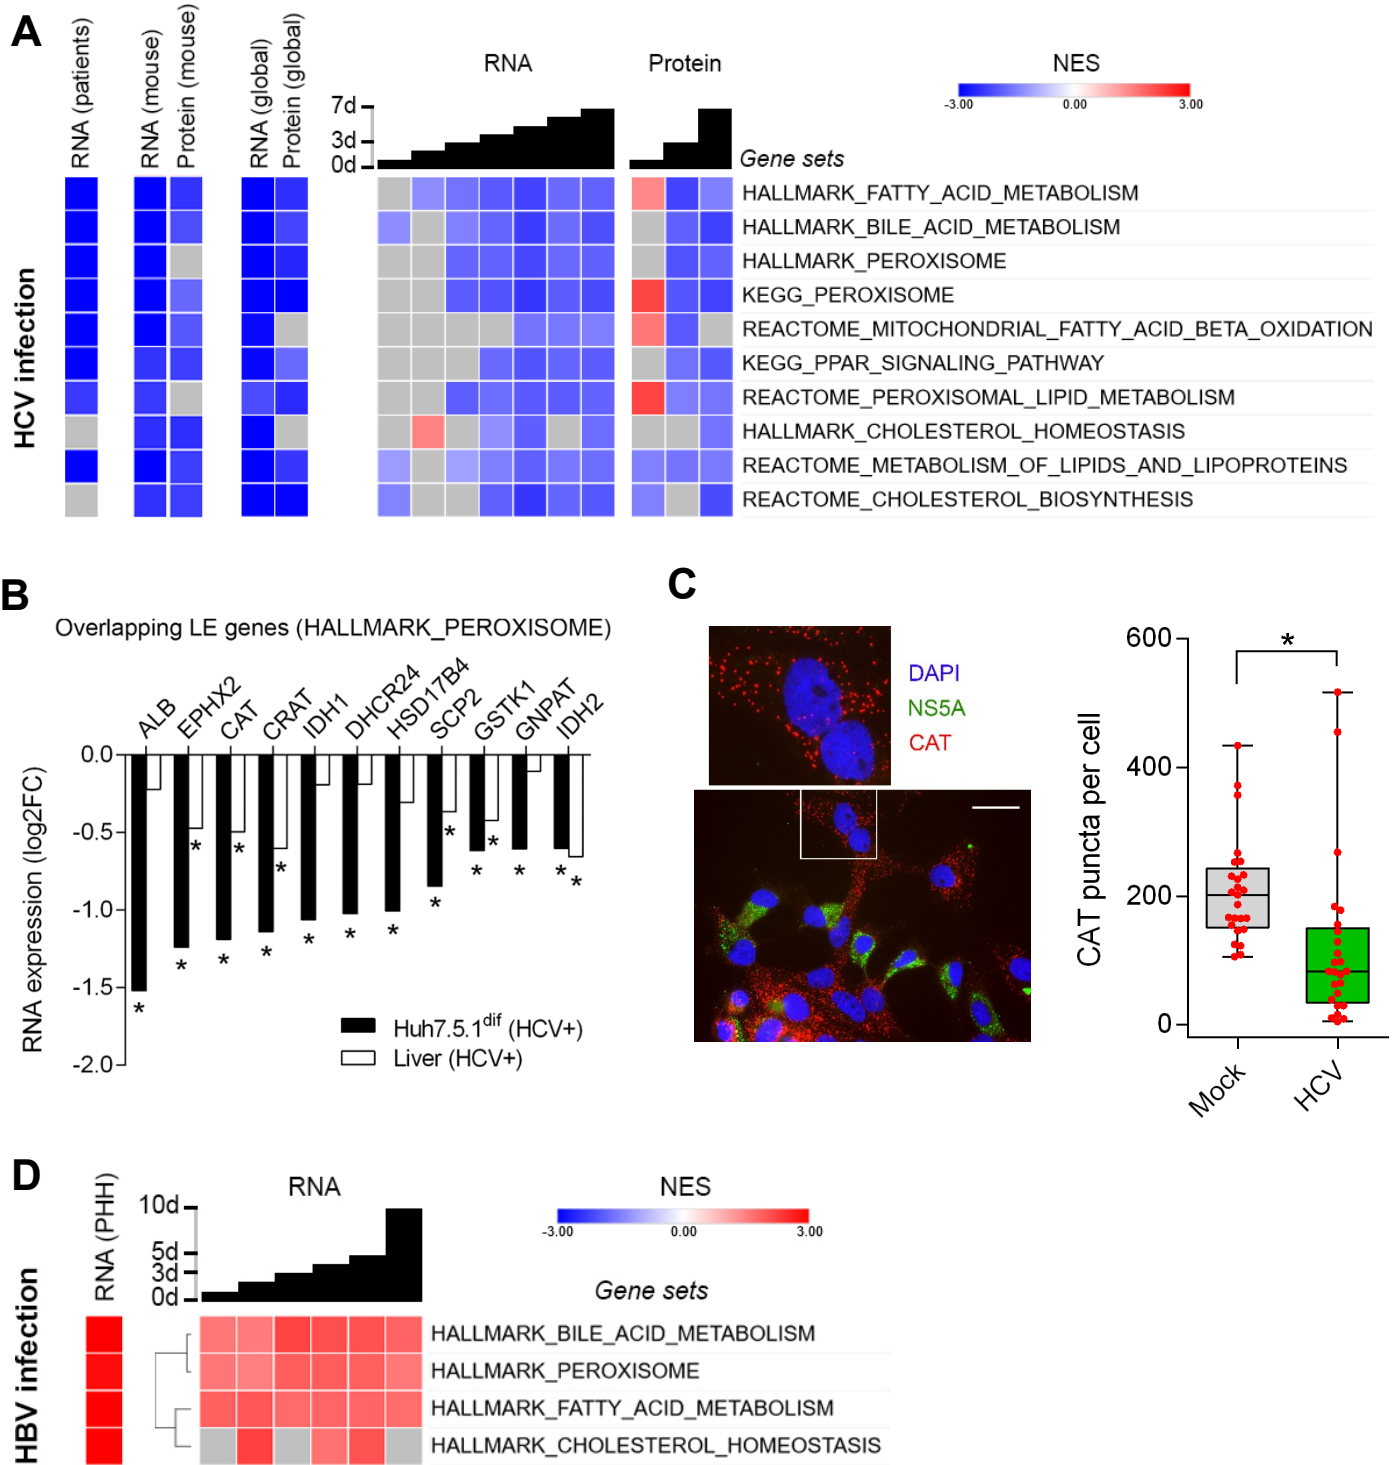 A
RNA (patients)
RNA (mouse)
Protein (mouse)
RNA (global)
Protein (global)
RNA
Protein
NES
-3.00
0.00
3.00
7d
3d
0d
Gene sets
HCV infection
HALLMARK_FATTY_ACID_METABOLISM
HALLMARK_BILE_ACID_METABOLISM
HALLMARK_PEROXISOME
KEGG_PEROXISOME
REACTOME_MITOCHONDRIAL_FATTY_ACID_BETA_OXIDATION
KEGG_PPAR_SIGNALING_PATHWAY
REACTOME_PEROXISOMAL_LIPID_METABOLISM
HALLMARK_CHOLESTEROL_HOMEOSTASIS
REACTOME_METABOLISM_OF_LIPIDS_AND_LIPOPROTEINS
REACTOME_CHOLESTEROL_BIOSYNTHESIS
B
Overlapping LE genes (HALLMARK_PEROXISOME)
ALB
EPHX2
CAT
CRAT
IDH1
DHCR24
HSD17B4
SCP2
GSTK1
GNPAT
IDH2
RNA expression (log2FC)
0.0
-0.5
-1.0
-1.5
-2.0
* * * * * * * * * * * * * * * *
Huh7.5.1dif (HCV+)
Liver (HCV+)
C
DAPI
NS5A
CAT
CAT puncta per cell
600
400
200
0
*
Mock
HCV
D
RNA (PHH)
RNA
10d
5d
3d
0d
NES
-3.00
0.00
3.00
Gene sets
HBV infection
HALLMARK_BILE_ACID_METABOLISM
HALLMARK_PEROXISOME
HALLMARK_FATTY_ACID_METABOLISM
HALLMARK_CHOLESTEROL_HOMEOSTASIS